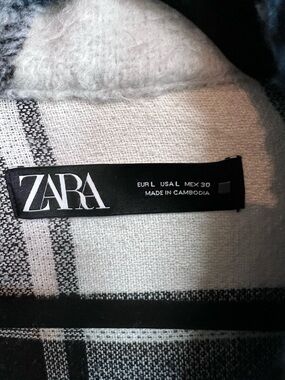 ZARA
EUR L USA L MEX 30
MADE IN CAMBODIA